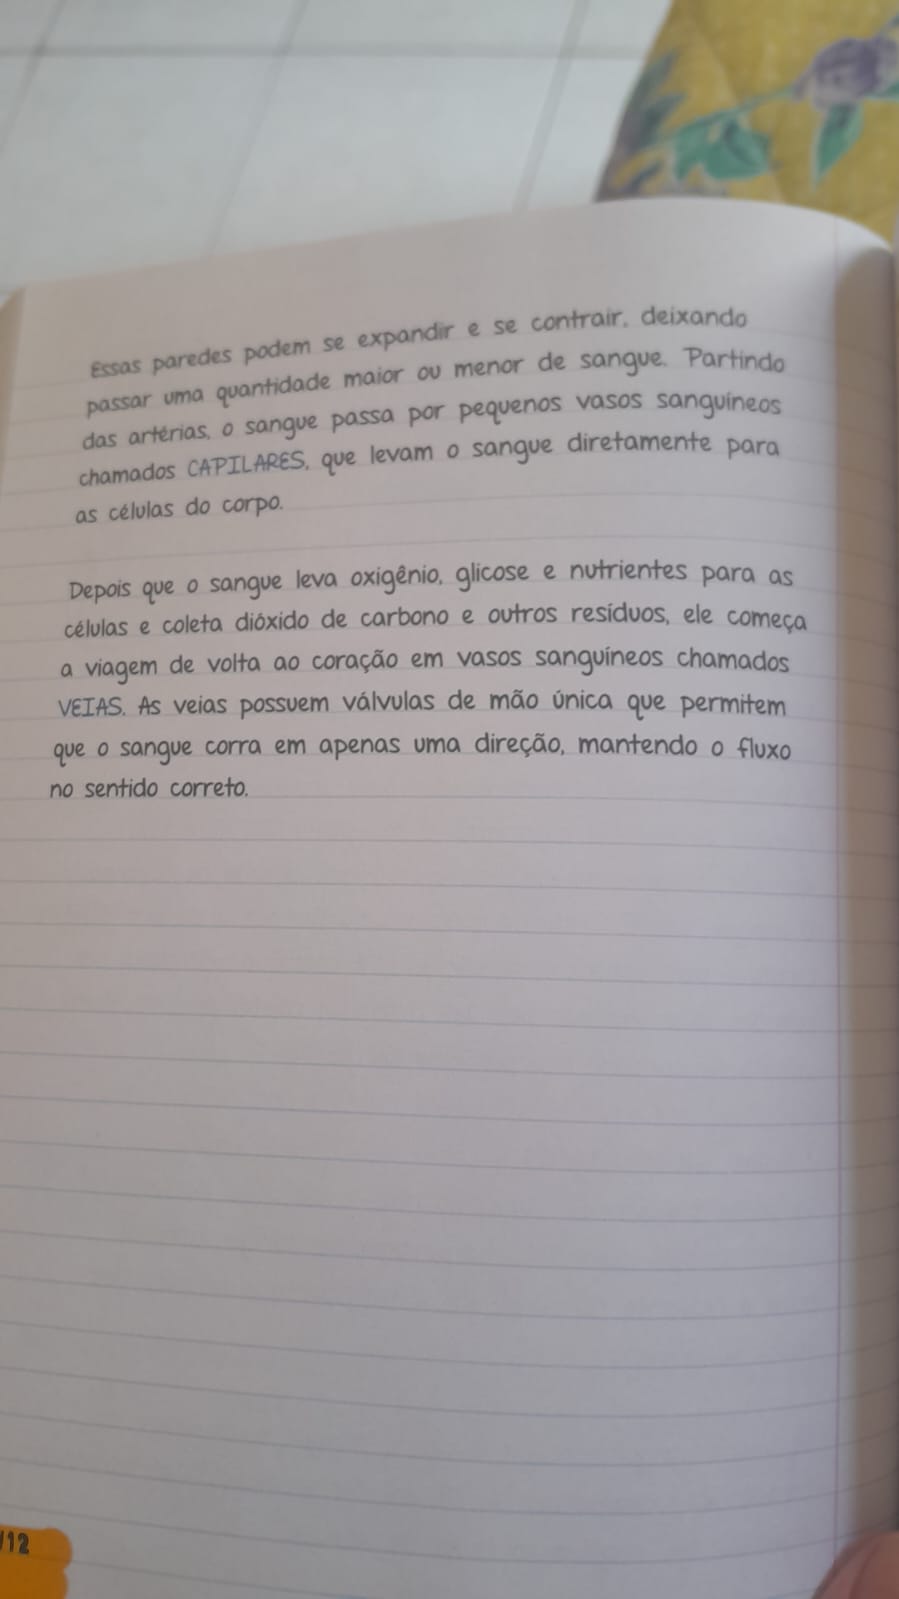 Essas paredes podem se expandir e se contrair, deixando
passar uma quantidade maior ou menor de sangue. Partindo
das artérias, o sangue passa por pequenos vasos sanguíneos
chamados CAPILARES, que levam o sangue diretamente para
as células do corpo.
Depois que o sangue leva oxigênio, glicose e nutrientes para as
células e coleta dióxido de carbono e outros resíduos, ele começa
a viagem de volta ao coração em vasos sanguíneos chamados
VEIAS. As veias possuem válvulas de mão única que permitem
que o sangue corra em apenas uma direção, mantendo o fluxo
no sentido correto.